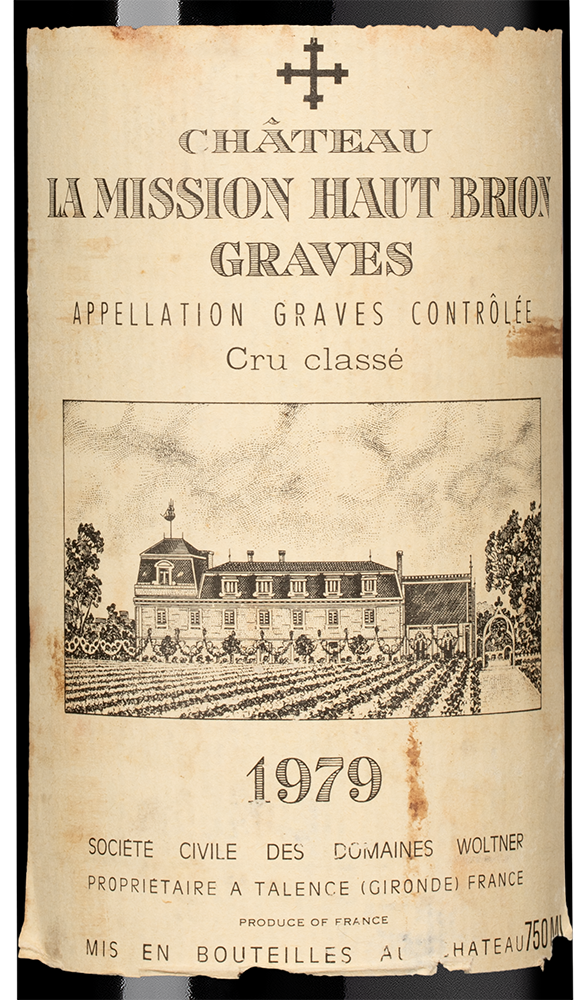 CHÂTEAU
LA MISSION HAUT BRION
GRAVES
APPELLATION GRAVES CONTRÔLÉE
Cru classé
1979
SOCIÉTÉ CIVILE DES DOMAINES WOLTNER
PROPRIÉTAIRE A TALENCE (GIRONDE) FRANCE
PRODUCE OF FRANCE
MIS EN BOUTEILLES AU CHATEAU 750 ML